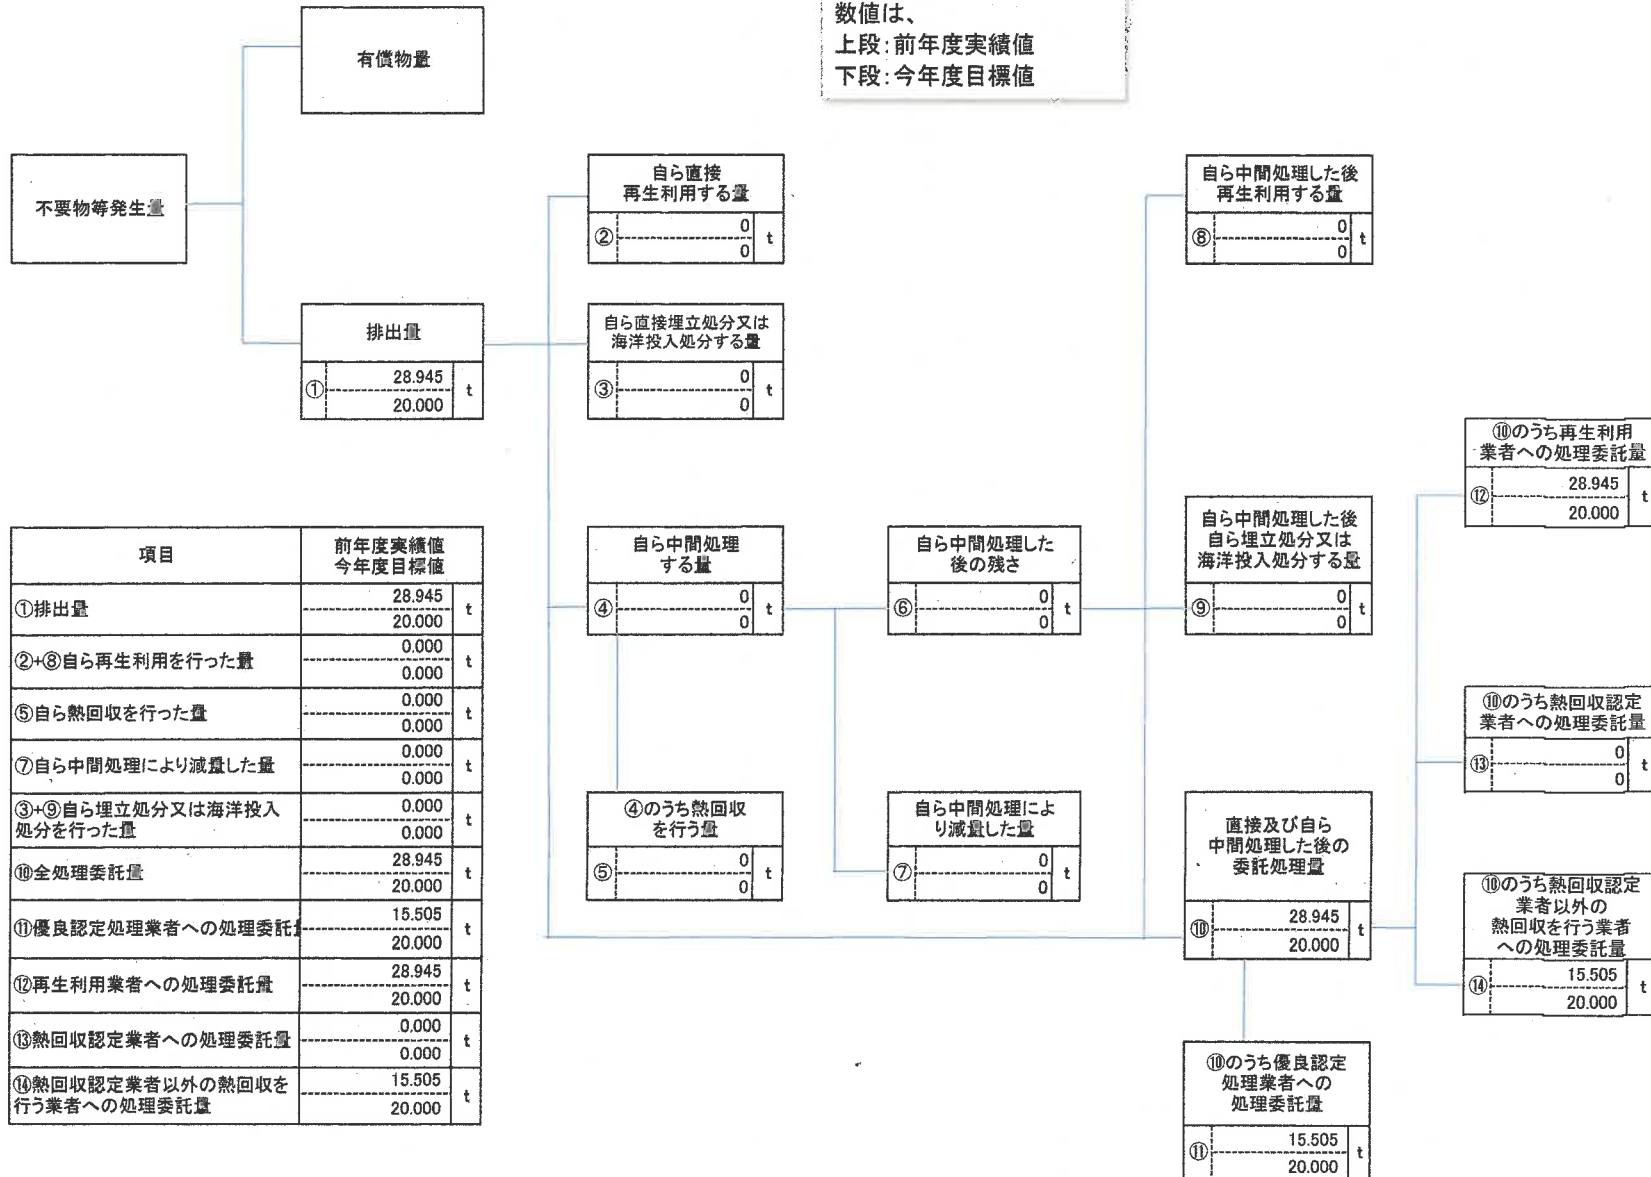 数値は、
上段:前年度実績値
下段:今年度目標値
有償物量
不要物等発生量
排出量
① 28.945 t
20.000
自ら直接
再生利用する量
② 0 t
0
自ら直接埋立処分又は
海洋投入処分する量
③ 0 t
0
自ら中間処理
する量
④ 0 t
0
④のうち熱回収
を行う量
⑤ 0 t
0
自ら中間処理した
後の残さ
⑥ 0 t
0
自ら中間処理によ
り減量した量
⑦ 0 t
0
自ら中間処理した後
再生利用する量
⑧ 0 t
0
自ら中間処理した後
自ら埋立処分又は
海洋投入処分する量
⑨ 0 t
0
直接及び自ら
中間処理した後の
委託処理量
⑩ 28.945 t
20.000
⑩のうち優良認定
処理業者への
処理委託量
⑪ 15.505 t
20.000
⑩のうち再生利用
業者への処理委託量
⑫ 28.945 t
20.000
⑩のうち熱回収認定
業者への処理委託量
⑬ 0 t
0
⑩のうち熱回収認定
業者以外の
熱回収を行う業者
への処理委託量
⑭ 15.505 t
20.000
項目 前年度実績値
今年度目標値
①排出量 28.945 t
20.000
②+⑧自ら再生利用を行った量 0.000 t
0.000
⑤自ら熱回収を行った量 0.000 t
0.000
⑦自ら中間処理により減量した量 0.000 t
0.000
③+⑨自ら埋立処分又は海洋投入
処分を行った量 0.000 t
0.000
⑩全処理委託量 28.945 t
20.000
⑪優良認定処理業者への処理委託 15.505 t
20.000
⑫再生利用業者への処理委託量 28.945 t
20.000
⑬熱回収認定業者への処理委託量 0.000 t
0.000
⑭熱回収認定業者以外の熱回収を
行う業者への処理委託量 15.505 t
20.000